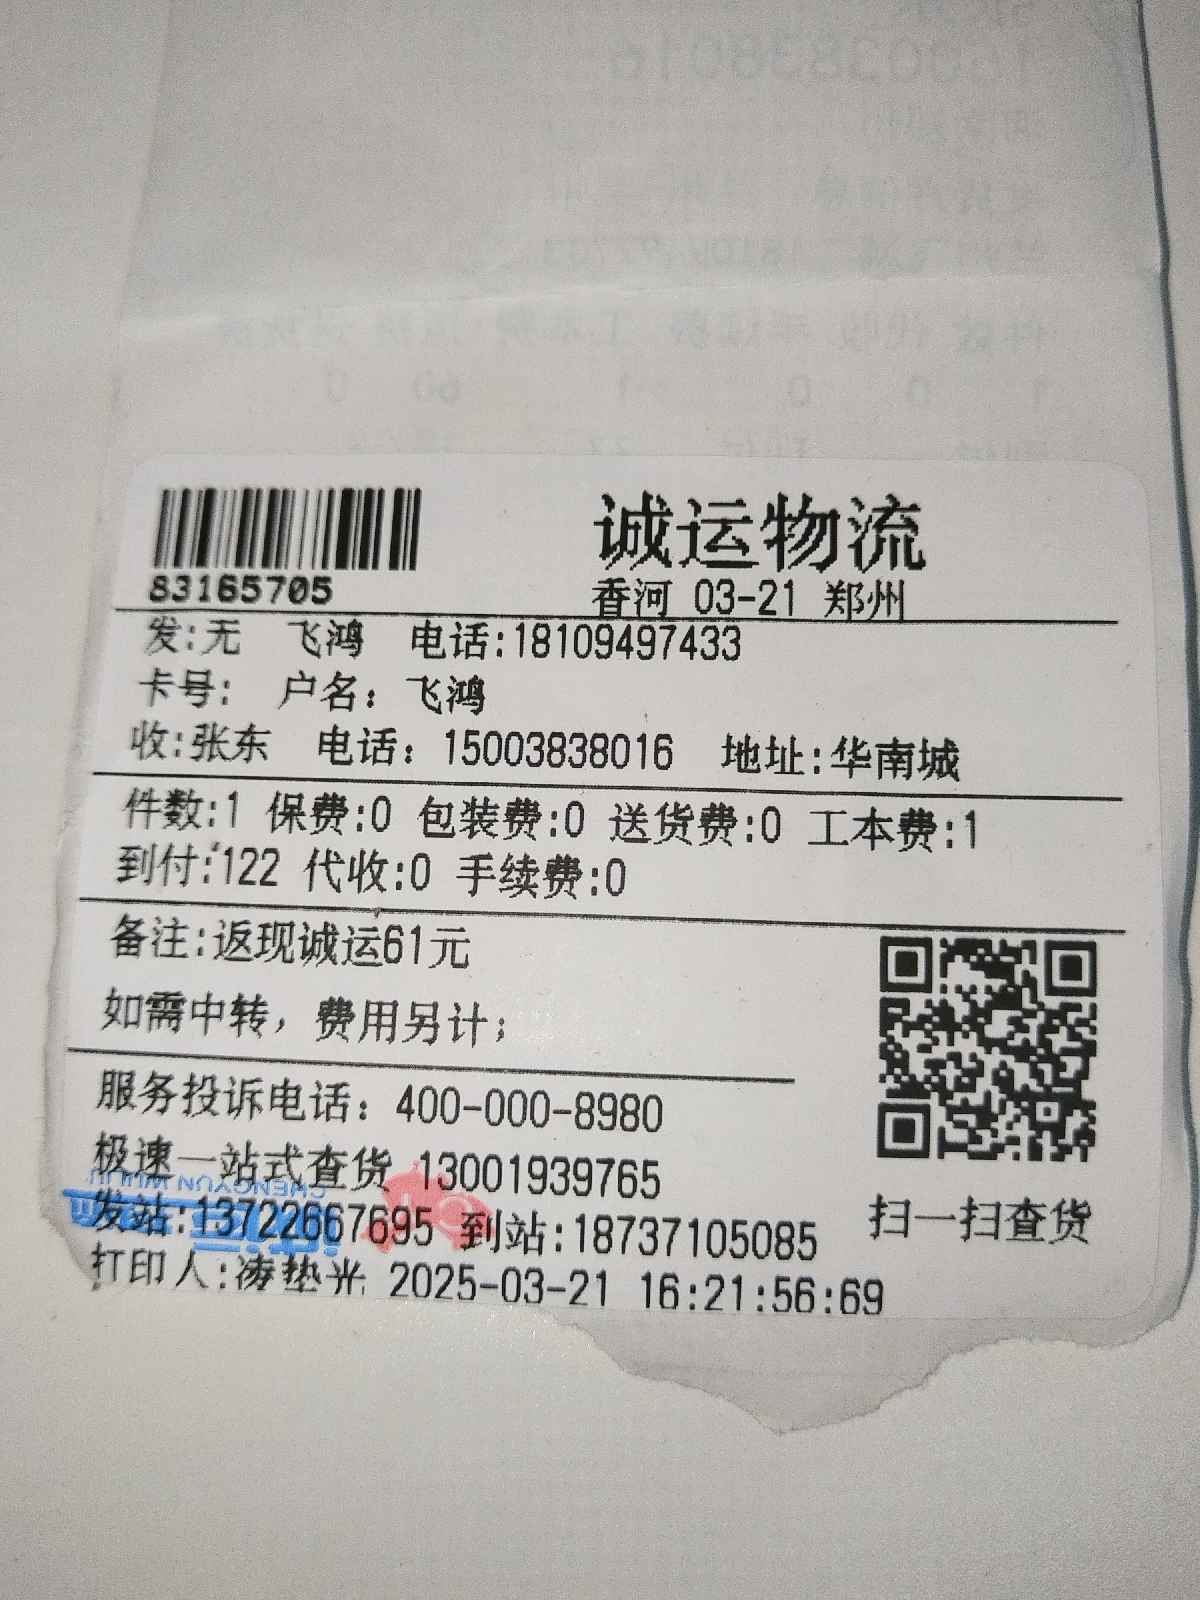 诚运物流
83165705
香河 03-21 郑州
发:无 飞鸿 电话:18109497433
卡号: 户名：飞鸿
收:张东 电话：15003838016 地址:华南城
件数:1 保费:0 包装费:0 送货费:0 工本费:1
到付:122 代收:0 手续费:0
备注:返现诚运61元
如需中转，费用另计；
服务投诉电话：400-000-8980
极速一站式查货 13001939765
发站:13722667695 到站:18737105085
扫一扫查货
打印人:凌垫光 2025-03-21 16:21:56:69
CHENGYUN WULIU